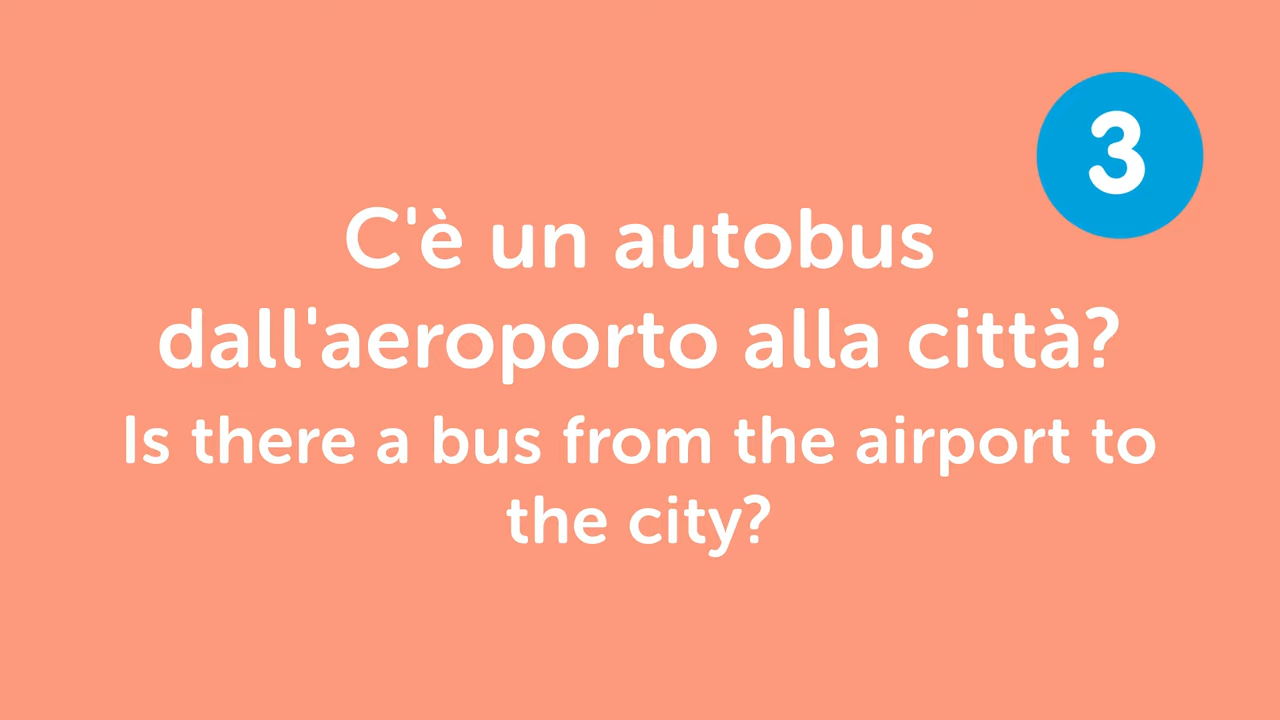 3
C'è un autobus
dall'aeroporto alla città?
Is there a bus from the airport to
the city?